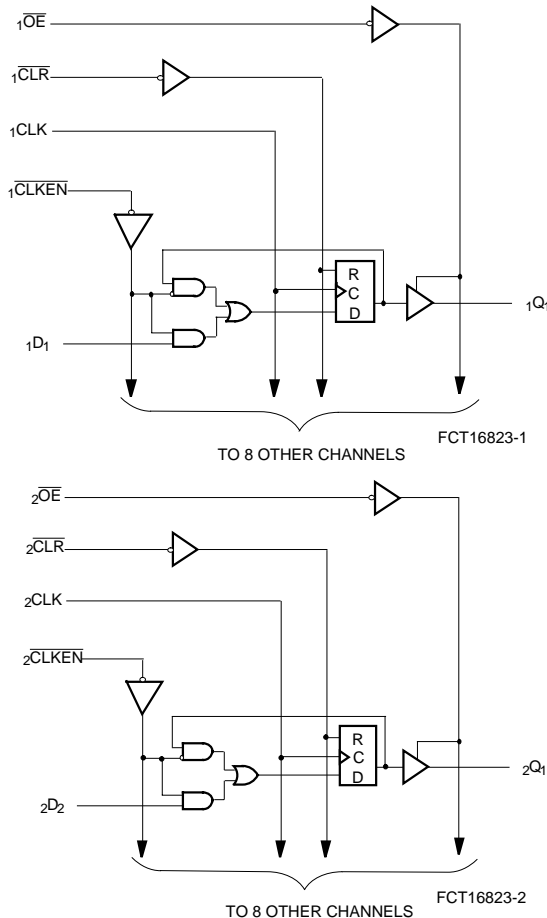 1OE
1CLR
1CLK
1CLKEN
R
C
D
1Q1
1D1
FCT16823-1
TO 8 OTHER CHANNELS
2OE
2CLR
2CLK
2CLKEN
R
C
D
2Q1
2D2
FCT16823-2
TO 8 OTHER CHANNELS